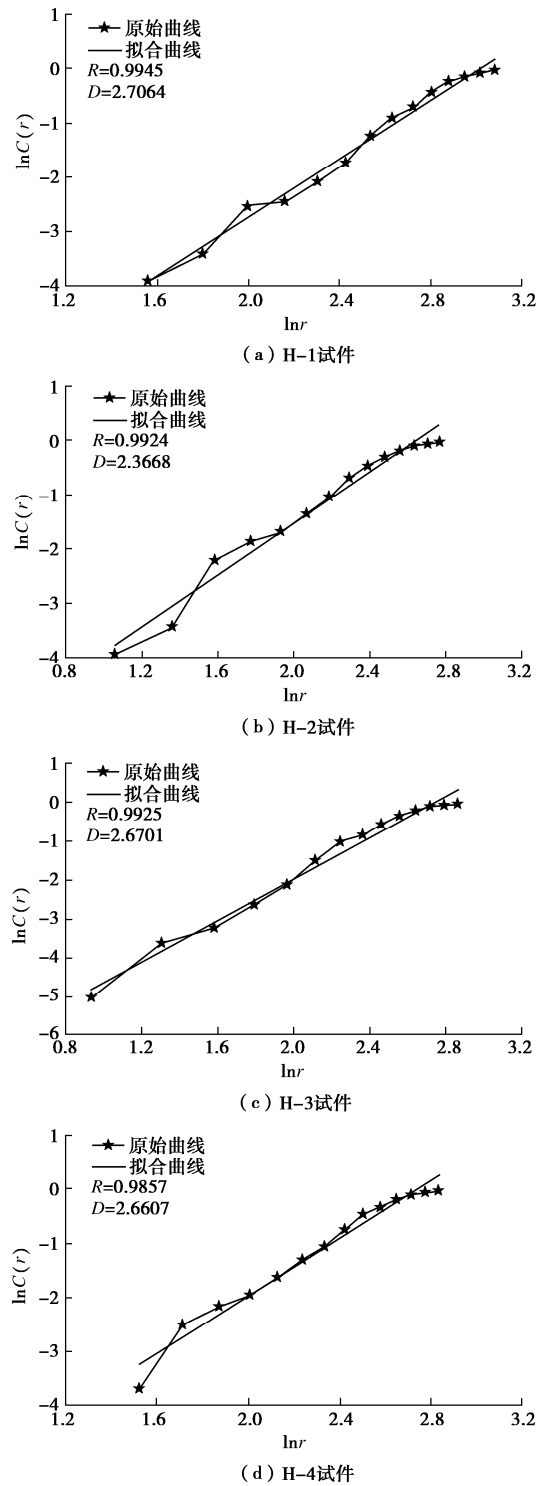 1
原始曲线
拟合曲线
R=0.9945
D=2.7064
0
−1
−2
−3
−4
lnC(r)
1.2 1.6 2.0 2.4 2.8 3.2
lnr
（a）H−1试件
1
原始曲线
拟合曲线
R=0.9924
D=2.3668
0
−1
−2
−3
−4
lnC(r)
0.8 1.2 1.6 2.0 2.4 2.8 3.2
lnr
（b）H−2试件
1
原始曲线
拟合曲线
R=0.9925
D=2.6701
0
−1
−2
−3
−4
−5
−6
lnC(r)
0.8 1.2 1.6 2.0 2.4 2.8 3.2
lnr
（c）H−3试件
1
原始曲线
拟合曲线
R=0.9857
D=2.6607
0
−1
−2
−3
−4
lnC(r)
1.2 1.6 2.0 2.4 2.8 3.2
lnr
（d）H−4试件